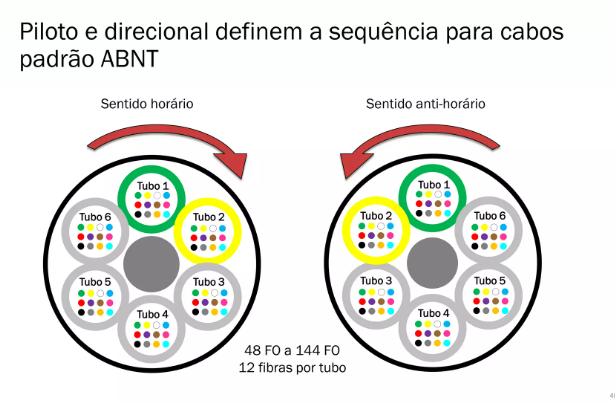 Piloto e direcional definem a sequência para cabos
padrão ABNT
Sentido horário
Sentido anti-horário
Tubo 1
Tubo 2
Tubo 3
Tubo 4
Tubo 5
Tubo 6
Tubo 1
Tubo 2
Tubo 3
Tubo 4
Tubo 5
Tubo 6
48 FO a 144 FO
12 fibras por tubo